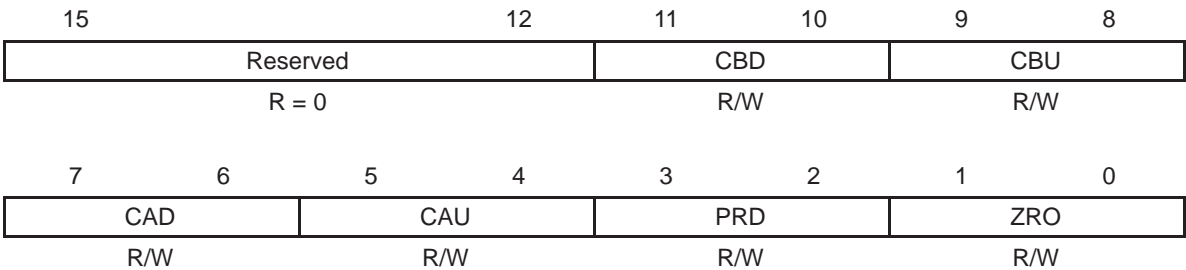 15 12 11 10 9 8
Reserved CBD CBU
R = 0 R/W R/W
7 6 5 4 3 2 1 0
CAD CAU PRD ZRO
R/W R/W R/W R/W